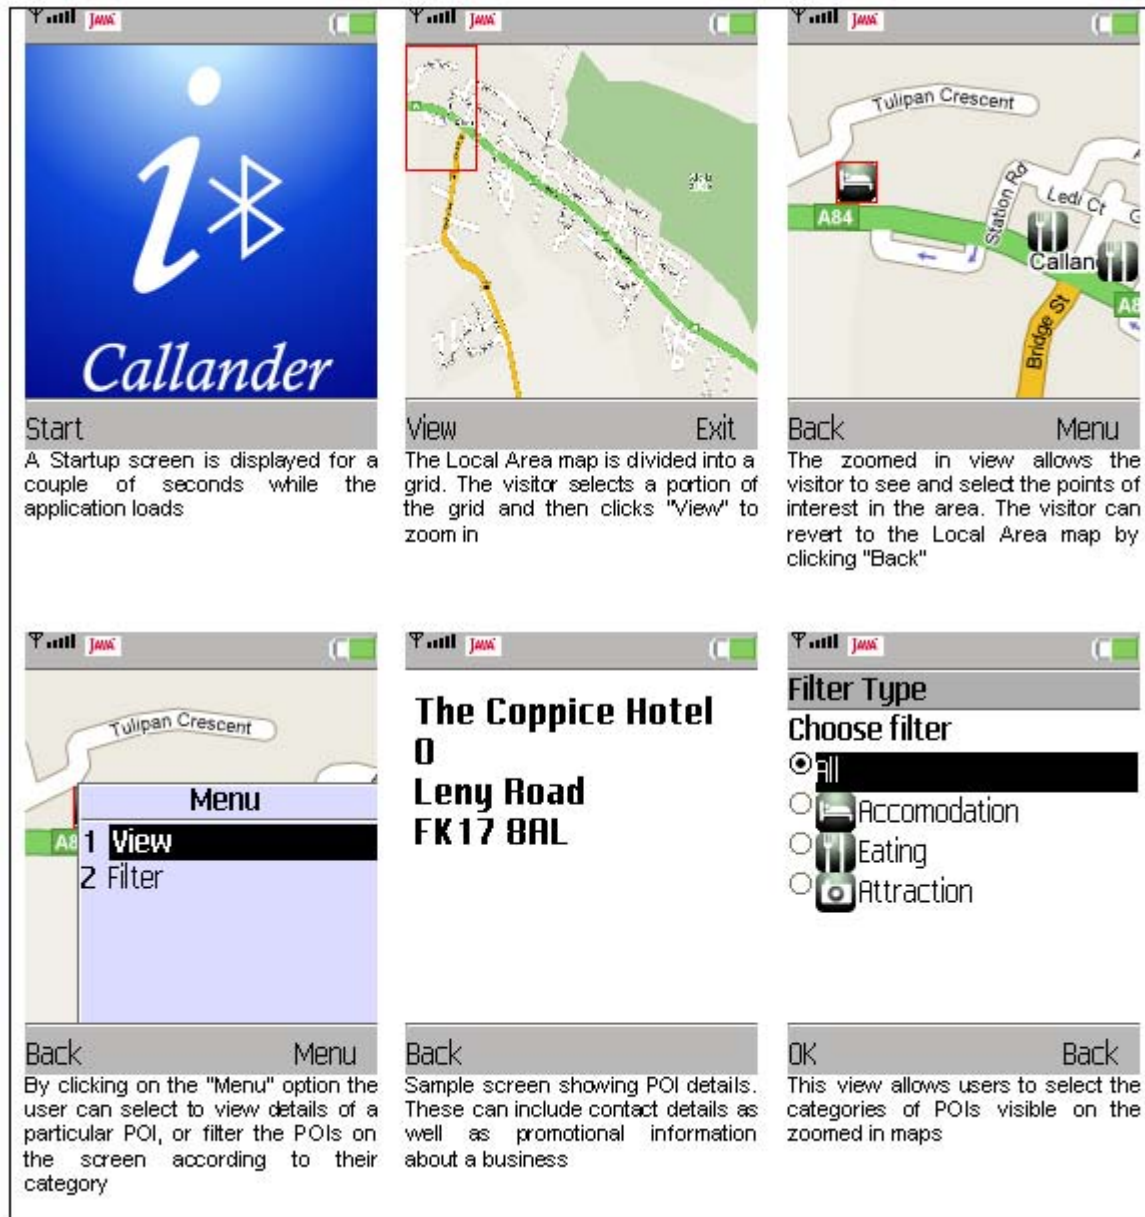 JAVA
JAVA
JAVA
i
Callander
Tulipan Crescent
Station Rd
Ledi Ct
A84
Callan
A8
Bridge St
Start
View Exit
Back Menu
A Startup screen is displayed for a
couple of seconds while the
application loads
The Local Area map is divided into a
grid. The visitor selects a portion of
the grid and then clicks "View" to
zoom in
The zoomed in view allows the
visitor to see and select the points of
interest in the area. The visitor can
revert to the Local Area map by
clicking "Back"
JAVA
JAVA
JAVA
Tulipan Crescent
A8
Menu
1 View
2 Filter
Back Menu
By clicking on the "Menu" option the
user can select to view details of a
particular POI, or filter the POIs on
the screen according to their
category
The Coppice Hotel
0
Leny Road
FK17 8AL
Back
Sample screen showing POI details.
These can include contact details as
well as promotional information
about a business
Filter Type
Choose filter
All
Accomodation
Eating
Attraction
OK Back
This view allows users to select the
categories of POIs visible on the
zoomed in maps